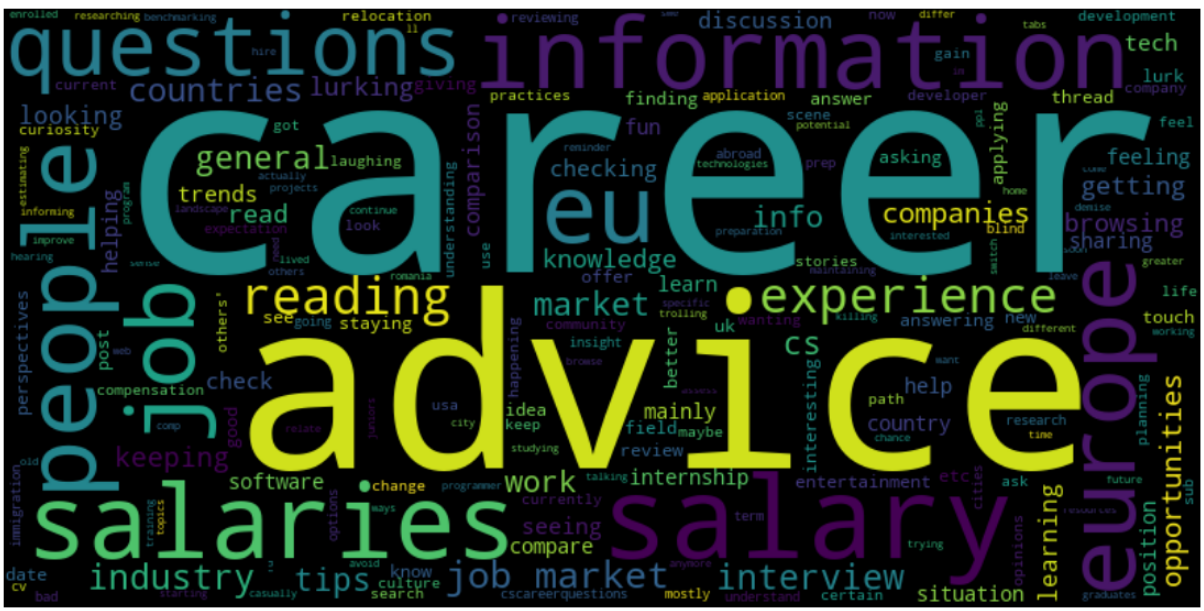 enrolled
researching
benchmarking
relocation
ll
reviewing
discussion
now
differ
tabs
development
questions
hire
information
gain
in
tech
current
countries
lurking
giving
developer
lurk
company
looking
practices
finding
application
answer
thread
career
curiosity
got
fun
scene
potential
asking
applying
feel
people
general
laughing
comparison
checking
abroad
prep
feeling
estimating
actually
projects
reminder
technologies
home
trends
eu
info
companies
getting
informing
helping
program
landscape
continue
understanding
preparation
interested
blind
demise
browsing
read
expectation
look
use
knowledge
stories
switch
soon
sharing
improve
need
others
hearing
lived
romania
offer
maintaining
leave
greater
job
reading
market
learn
specific
experience
europe
life
others'
see
going
staying
community
trolling
wanting
killing
answering
new
different
touch
working
perspectives
post
web
happening
insight
better
uk
cs
interesting
advice
compensation
check
browse
assess
want
help
comp
good
relate
juniors
usa
city
idea
keep
studying
field
mainly
maybe
path
chance
country
research
time
planning
opportunities
keeping
review
salaries
software
change
programmer
work
talking
internship
salary
entertainment
etc
cities
ask
future
sub
immigration
old
training
topics
options
ways
currently
seeing
term
trying
opinions
resources
learning
position
compare
anymore
date
industry
tips
know
job market
interview
situation
cv
bad
casually
starting
culture
search
avoid
cscareerquestions
mostly
understand
certain
graduates